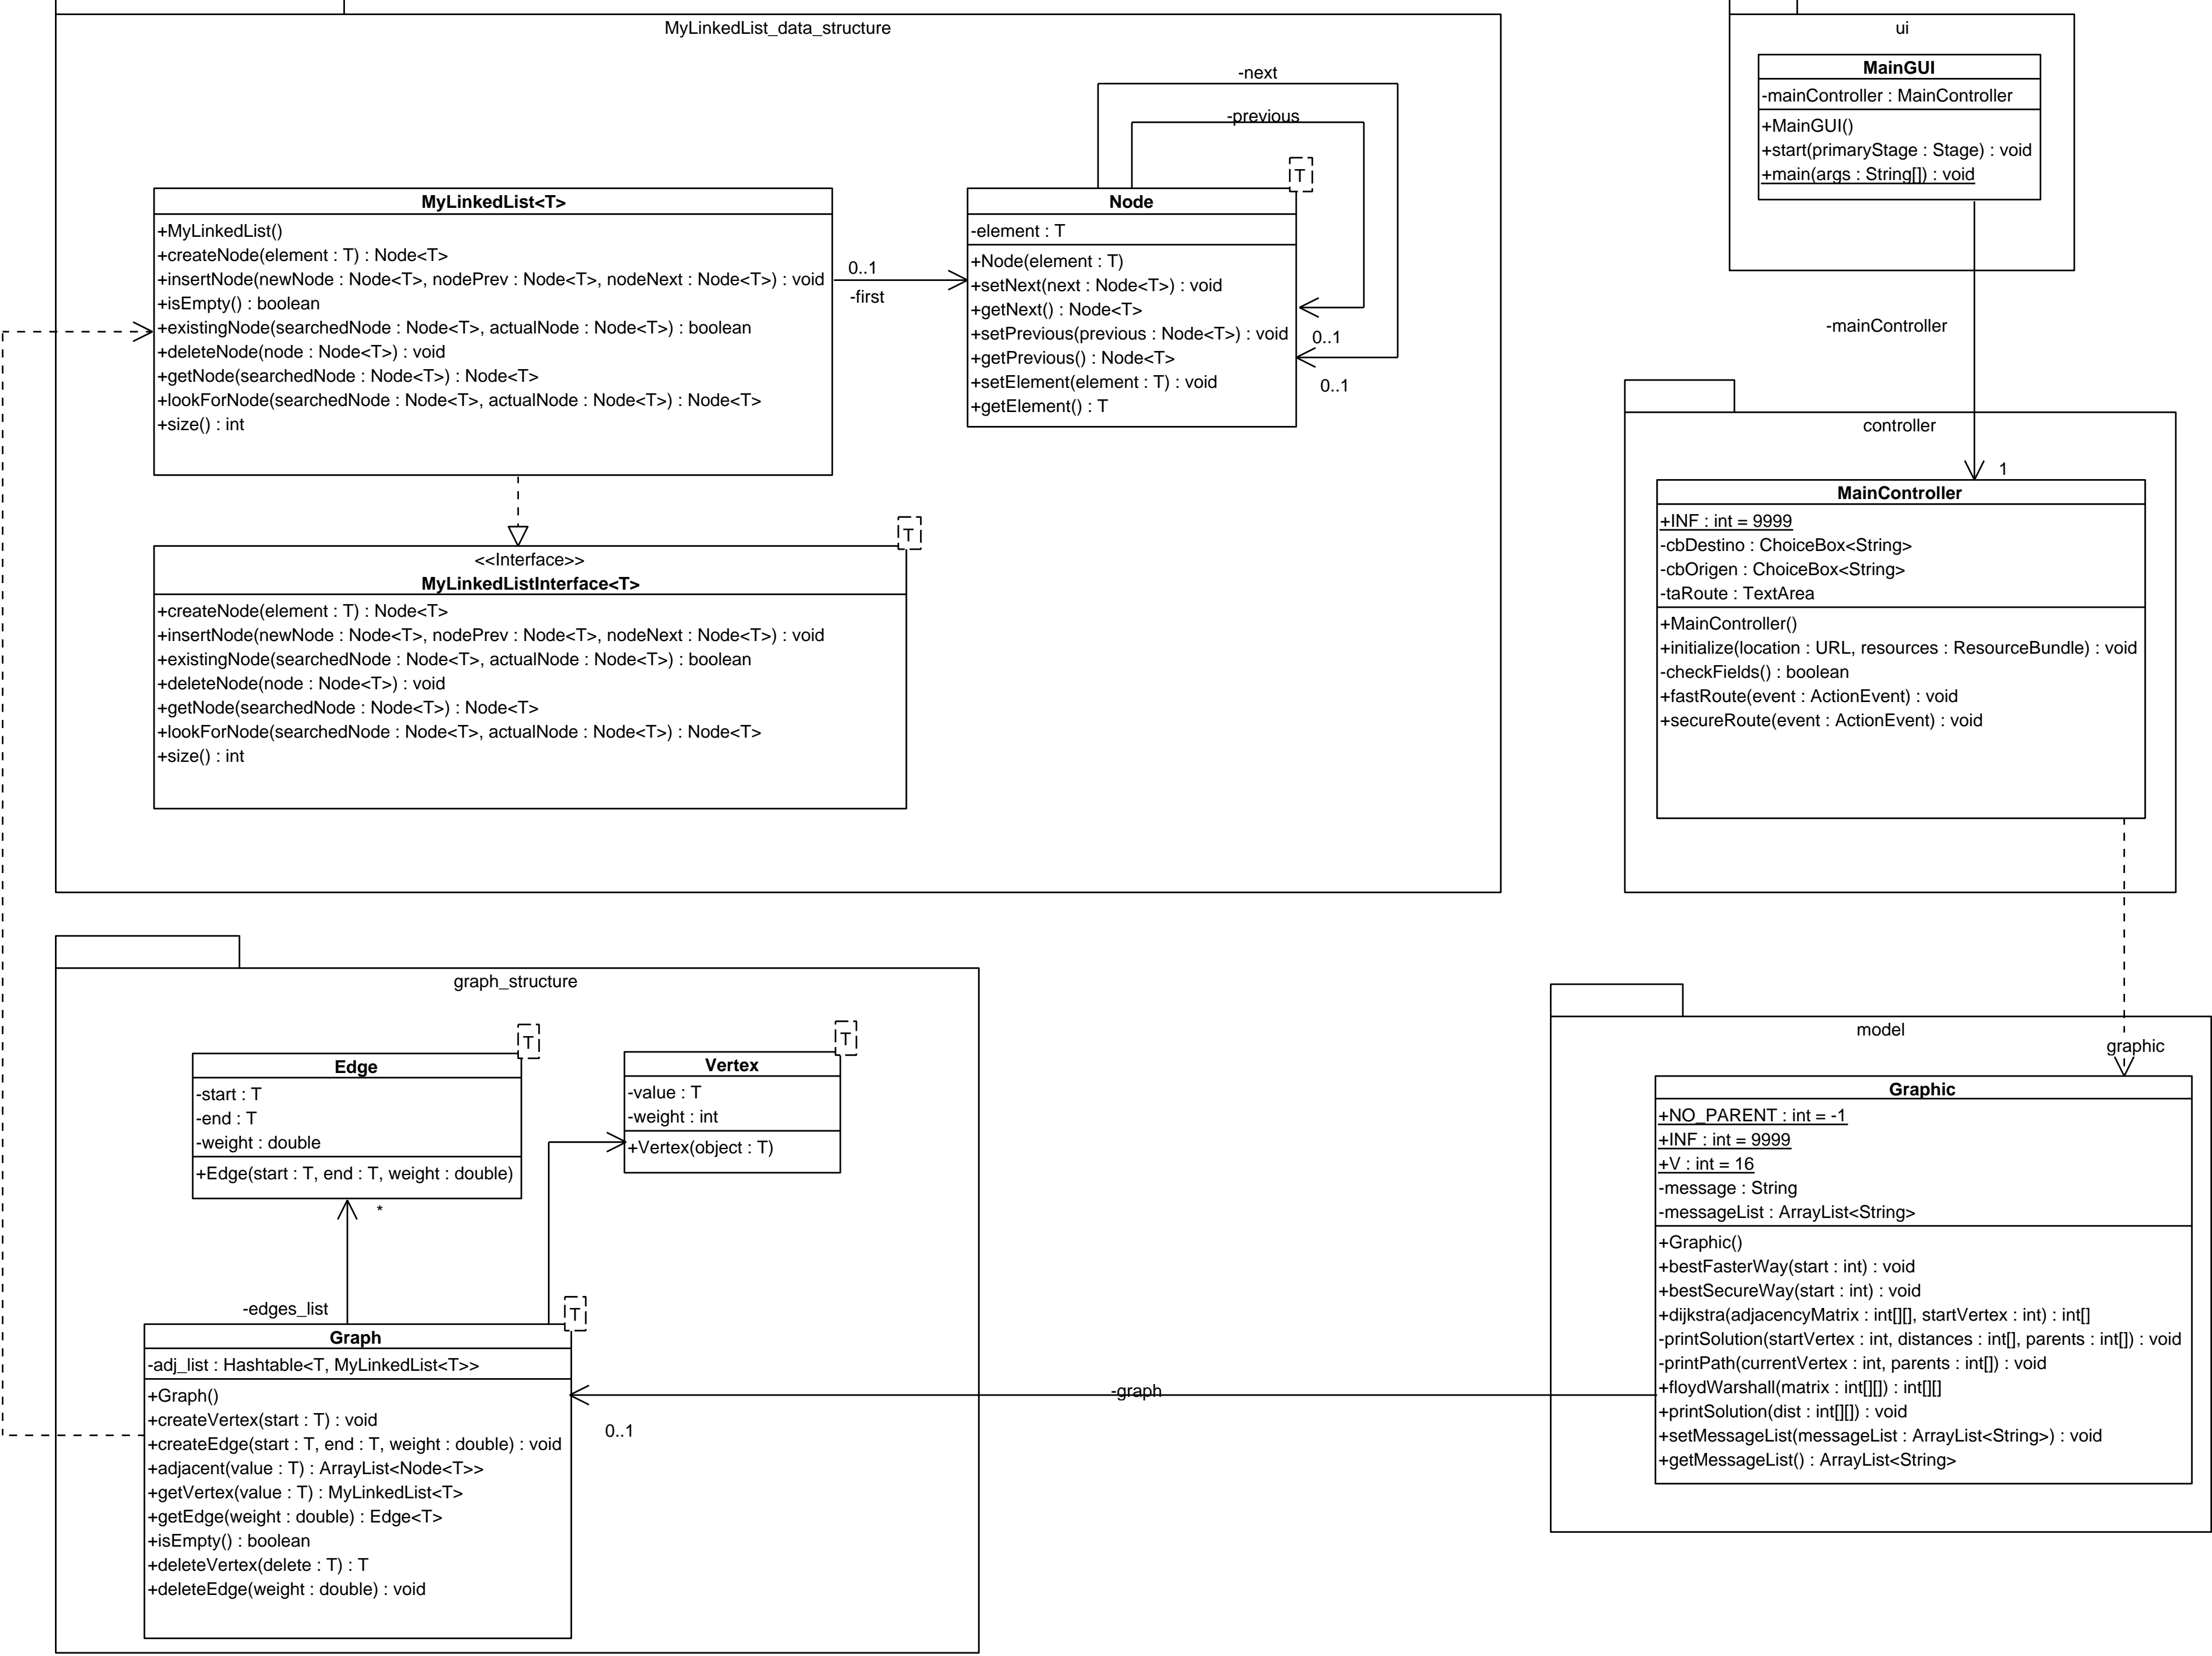 MyLinkedList_data_structure
-next
-previous
T
MyLinkedList<T>
+MyLinkedList()
+createNode(element : T) : Node<T>
+insertNode(newNode : Node<T>, nodePrev : Node<T>, nodeNext : Node<T>) : void
+isEmpty() : boolean
+existingNode(searchedNode : Node<T>, actualNode : Node<T>) : boolean
+deleteNode(node : Node<T>) : void
+getNode(searchedNode : Node<T>) : Node<T>
+lookForNode(searchedNode : Node<T>, actualNode : Node<T>) : Node<T>
+size() : int
0..1
-first
Node
-element : T
+Node(element : T)
+setNext(next : Node<T>) : void
+getNext() : Node<T>
+setPrevious(previous : Node<T>) : void
+getPrevious() : Node<T>
+setElement(element : T) : void
+getElement() : T
0..1
0..1
T
<<Interface>>
MyLinkedListInterface<T>
+createNode(element : T) : Node<T>
+insertNode(newNode : Node<T>, nodePrev : Node<T>, nodeNext : Node<T>) : void
+existingNode(searchedNode : Node<T>, actualNode : Node<T>) : boolean
+deleteNode(node : Node<T>) : void
+getNode(searchedNode : Node<T>) : Node<T>
+lookForNode(searchedNode : Node<T>, actualNode : Node<T>) : Node<T>
+size() : int
ui
MainGUI
-mainController : MainController
+MainGUI()
+start(primaryStage : Stage) : void
+main(args : String[]) : void
-mainController
controller
1
MainController
+INF : int = 9999
-cbDestino : ChoiceBox<String>
-cbOrigen : ChoiceBox<String>
-taRoute : TextArea
+MainController()
+initialize(location : URL, resources : ResourceBundle) : void
-checkFields() : boolean
+fastRoute(event : ActionEvent) : void
+secureRoute(event : ActionEvent) : void
graph_structure
T
Edge
-start : T
-end : T
-weight : double
+Edge(start : T, end : T, weight : double)
T
Vertex
-value : T
-weight : int
+Vertex(object : T)
*
-edges_list
T
Graph
-adj_list : Hashtable<T, MyLinkedList<T>>
+Graph()
+createVertex(start : T) : void
+createEdge(start : T, end : T, weight : double) : void
+adjacent(value : T) : ArrayList<Node<T>>
+getVertex(value : T) : MyLinkedList<T>
+getEdge(weight : double) : Edge<T>
+isEmpty() : boolean
+deleteVertex(delete : T) : T
+deleteEdge(weight : double) : void
0..1
-graph
model
graphic
Graphic
+NO_PARENT : int = -1
+INF : int = 9999
+V : int = 16
-message : String
-messageList : ArrayList<String>
+Graphic()
+bestFasterWay(start : int) : void
+bestSecureWay(start : int) : void
+dijkstra(adjacencyMatrix : int[][], startVertex : int) : int[]
-printSolution(startVertex : int, distances : int[], parents : int[]) : void
-printPath(currentVertex : int, parents : int[]) : void
+floydWarshall(matrix : int[][]) : int[][]
+printSolution(dist : int[][]) : void
+setMessageList(messageList : ArrayList<String>) : void
+getMessageList() : ArrayList<String>